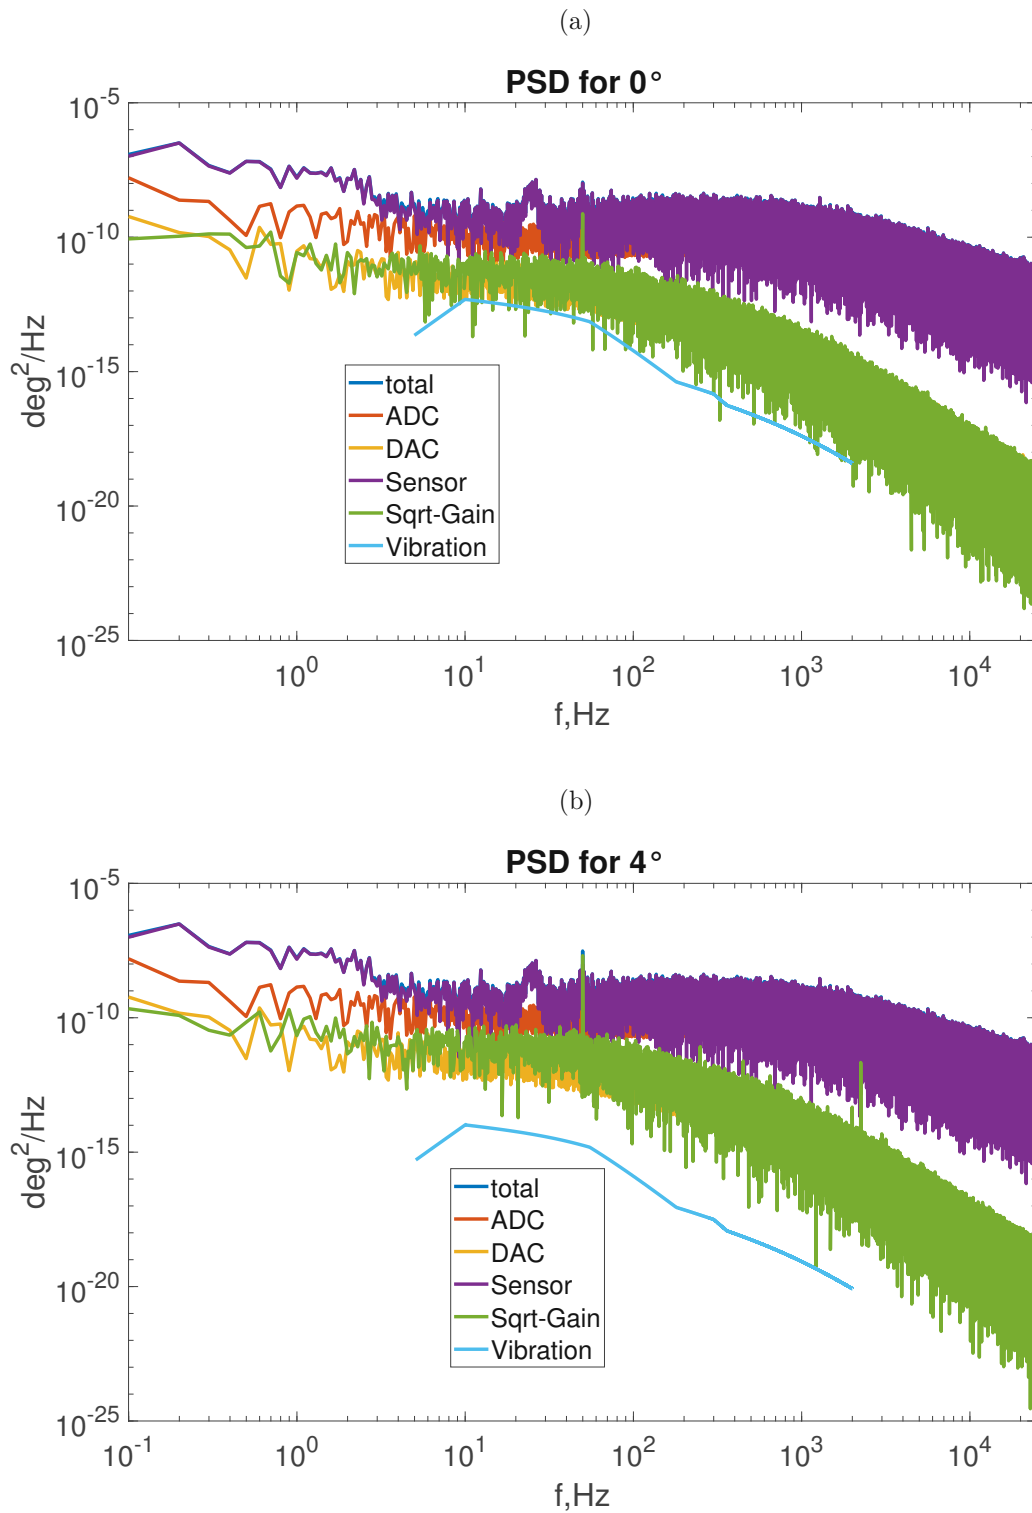 (a)
PSD for 0°
10^-5
10^-10
10^-15
10^-20
10^-25
deg^2/Hz
total
ADC
DAC
Sensor
Sqrt-Gain
Vibration
10^0 10^1 10^2 10^3 10^4
f,Hz
(b)
PSD for 4°
10^-5
10^-10
10^-15
10^-20
10^-25
deg^2/Hz
total
ADC
DAC
Sensor
Sqrt-Gain
Vibration
10^-1 10^0 10^1 10^2 10^3 10^4
f,Hz